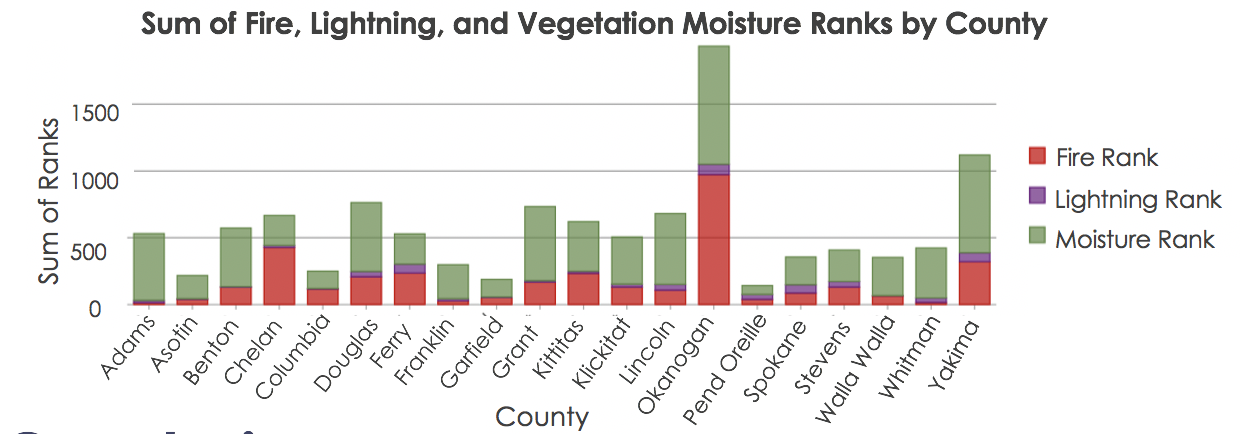 Sum of Fire, Lightning, and Vegetation Moisture Ranks by County
Sum of Ranks
1500
1000
500
0
Adams
Asotin
Benton
Chelan
Columbia
Douglas
Ferry
Franklin
Garfield
Grant
Kittitas
Klickitat
Lincoln
Okanogan
Pend Oreille
Spokane
Stevens
Walla Walla
Whitman
Yakima
County
Fire Rank
Lightning Rank
Moisture Rank